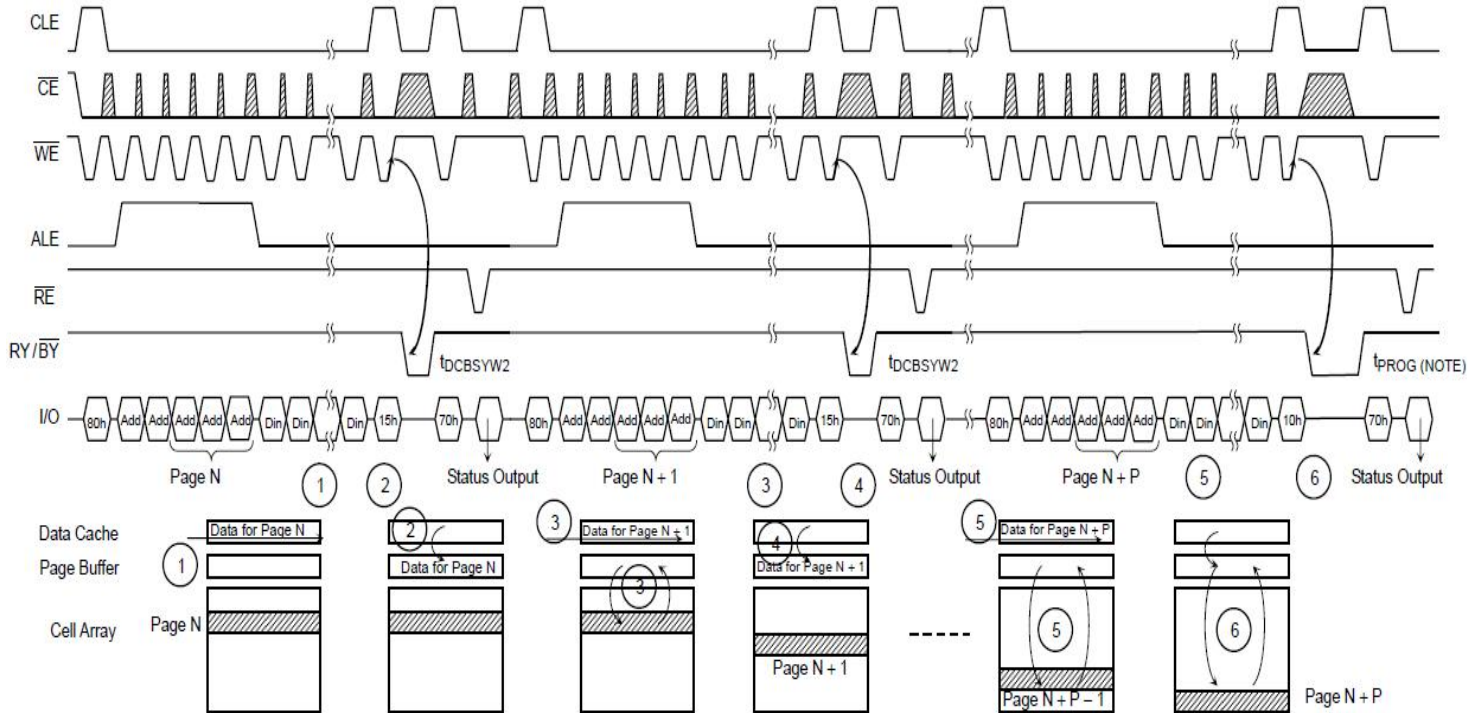 CLE
CE
WE
ALE
RE
RY/BY
tDCBSYW2
tDCBSYW2
tPROG (NOTE)
I/O
80h Add Add Add Add Add Din Din Din 15h 70h 80h Add Add Add Add Add Din Din Din 15h 70h 80h Add Add Add Add Add Din Din Din 10h 70h
Page N
Status Output
Page N + 1
Status Output
Page N + P
Status Output
1 2 3 4 5 6
Data Cache
Data for Page N
2
3
Data for Page N + 1
5
Data for Page N + P
Page Buffer
1
Data for Page N
4
Data for Page N + 1
3
Cell Array
Page N
5
6
Page N + 1
Page N + P – 1
Page N + P